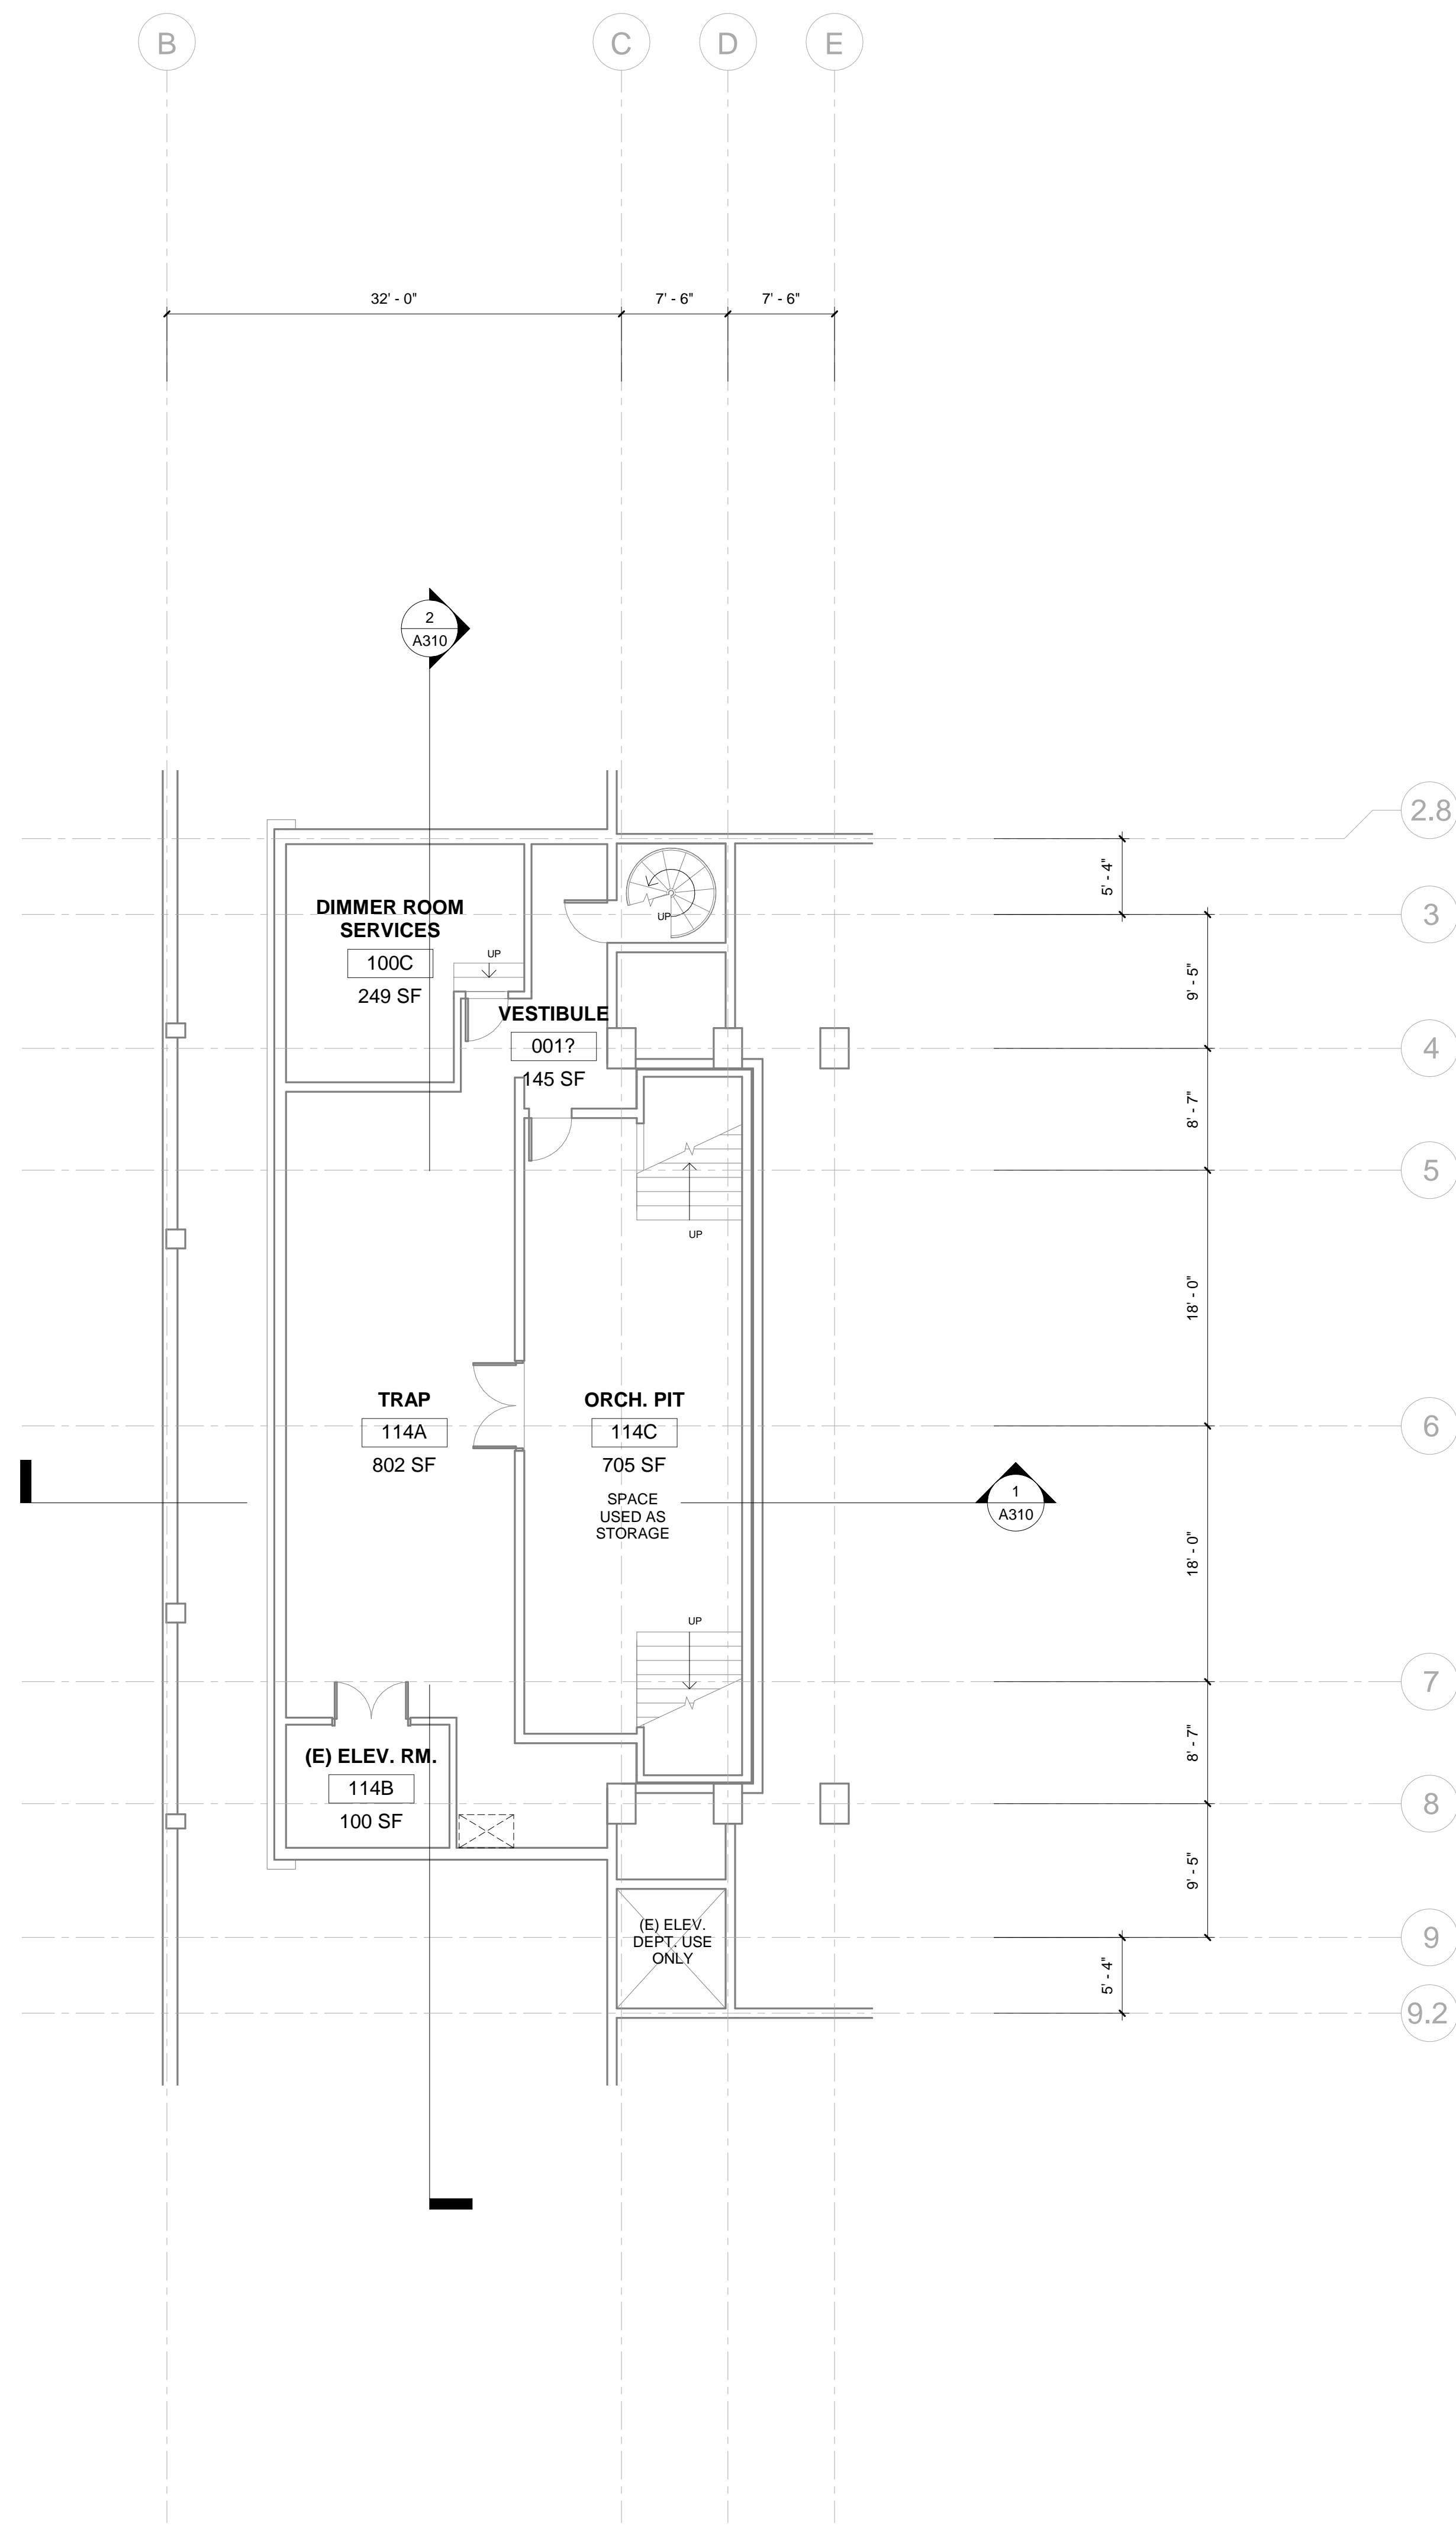 B
C
D
E
32' - 0"
7' - 6"
7' - 6"
2
A310
2.8
5' - 4"
DIMMER ROOM
SERVICES
100C
249 SF
UP
UP
3
9' - 5"
VESTIBULE
001?
145 SF
4
8' - 7"
5
UP
18' - 0"
TRAP
114A
802 SF
ORCH. PIT
114C
705 SF
SPACE
USED AS
STORAGE
6
1
A310
18' - 0"
UP
7
8' - 7"
(E) ELEV. RM.
114B
100 SF
8
9' - 5"
(E) ELEV.
DEPT. USE
ONLY
9
5' - 4"
9.2